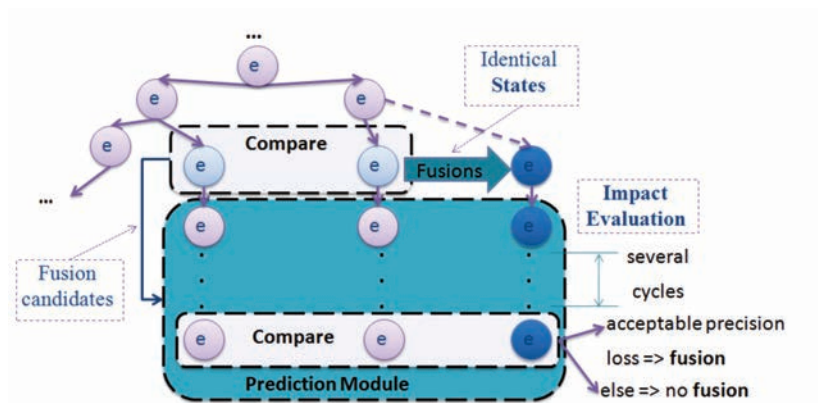 ...
e
Identical
States
e
e
e
Compare
e
e
Fusions
e
...
e
e
e
Impact
Evaluation
Fusion
candidates
several
cycles
acceptable precision
Compare
e
e
e
loss => fusion
Prediction Module
else => no fusion